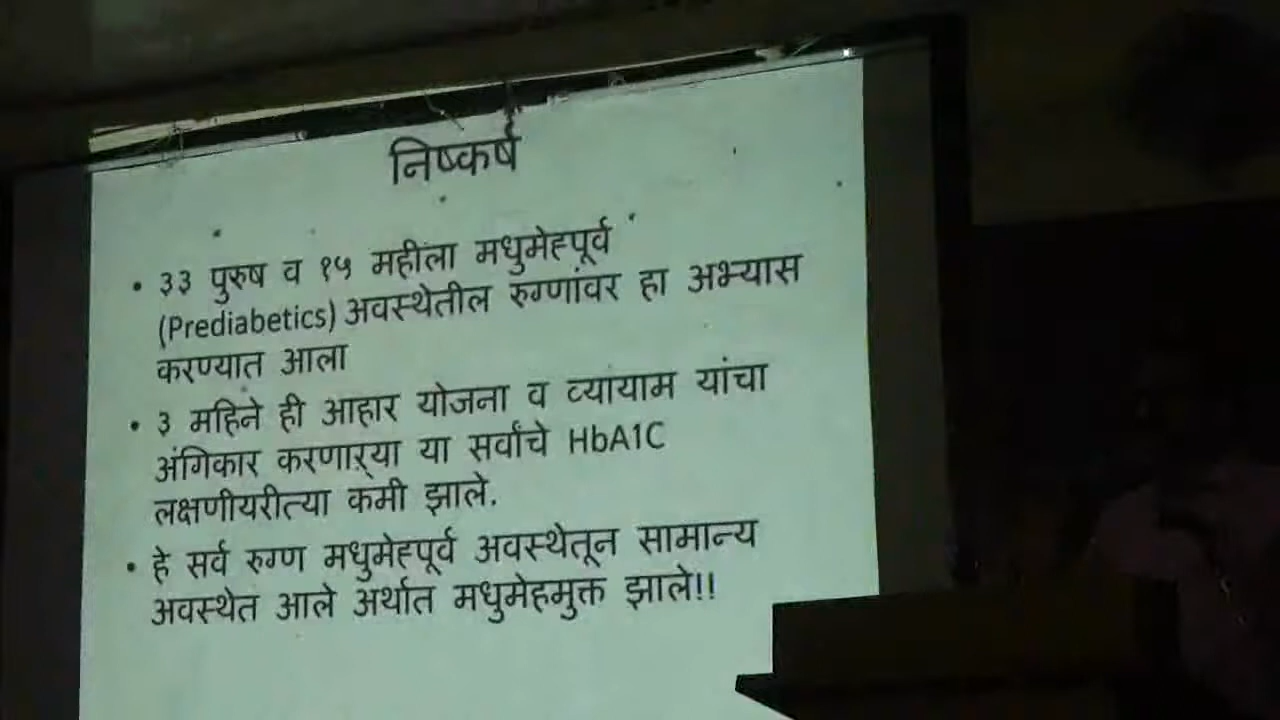 निष्कर्ष
• ३३ पुरुष व १५ महीला मधुमेहपूर्व
(Prediabetics) अवस्थेतील रुग्णांवर हा अभ्यास
करण्यात आला
• ३ महिने ही आहार योजना व व्यायाम यांचा
अंगिकार करणाऱ्या या सर्वांचे HbA1C
लक्षणीयरीत्या कमी झाले.
• हे सर्व रुग्ण मधुमेहपूर्व अवस्थेतून सामान्य
अवस्थेत आले अर्थात मधुमेहमुक्त झाले!!